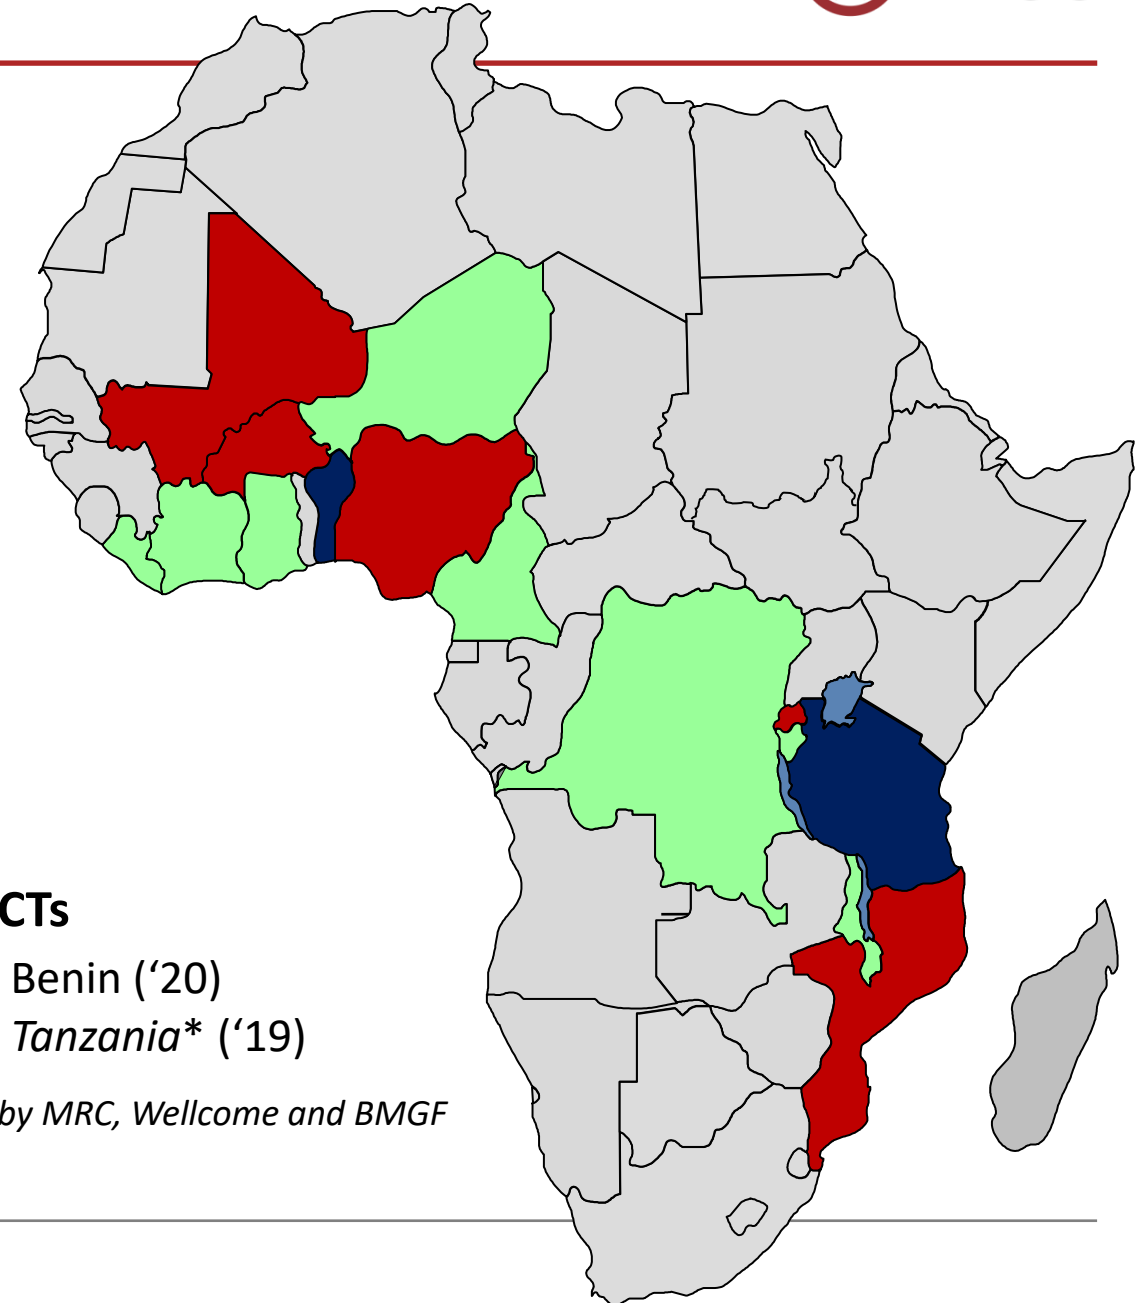 CTs
Benin (‘20)
Tanzania* (‘19)
by MRC, Wellcome and BMGF